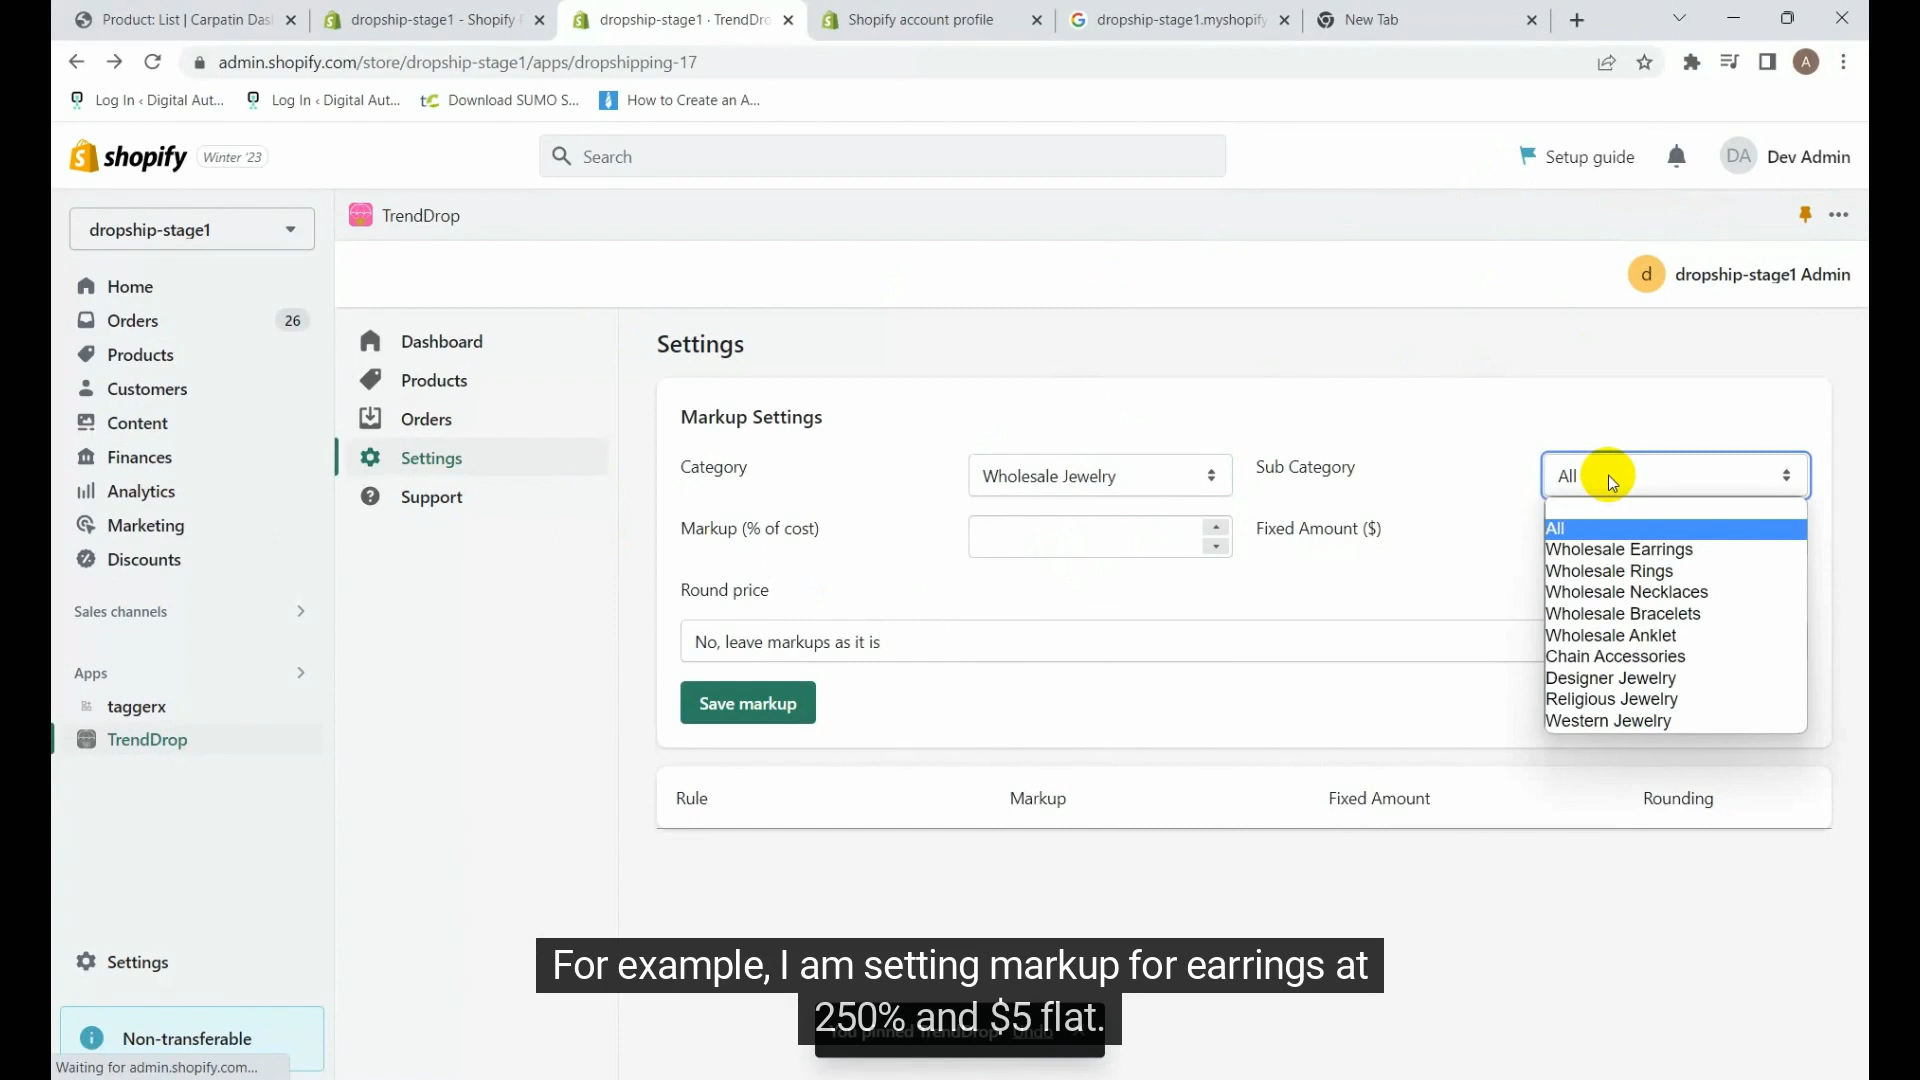 Product: List | Carpatin Das
dropship-stage1 - Shopify P
dropship-stage1 · TrendDro
Shopify account profile
dropship-stage1.myshopify
New Tab
admin.shopify.com/store/dropship-stage1/apps/dropshipping-17
A
Log In ‹ Digital Aut...
Log In ‹ Digital Aut...
Download SUMO S...
How to Create an A...
shopify
Winter '23
Search
Setup guide
DA
Dev Admin
dropship-stage1
TrendDrop
d
dropship-stage1 Admin
Home
Orders
26
Products
Customers
Content
Finances
Analytics
Marketing
Discounts
Sales channels
Apps
taggerx
TrendDrop
Settings
Non-transferable
Waiting for admin.shopify.com...
Dashboard
Products
Orders
Settings
Support
Settings
Markup Settings
Category
Wholesale Jewelry
Sub Category
All
Markup (% of cost)
Fixed Amount ($)
All
Wholesale Earrings
Wholesale Rings
Wholesale Necklaces
Wholesale Bracelets
Wholesale Anklet
Chain Accessories
Designer Jewelry
Religious Jewelry
Western Jewelry
Round price
No, leave markups as it is
Save markup
Rule
Markup
Fixed Amount
Rounding
For example, I am setting markup for earrings at
250% and $5 flat.
You pinned TrendDrop Undo